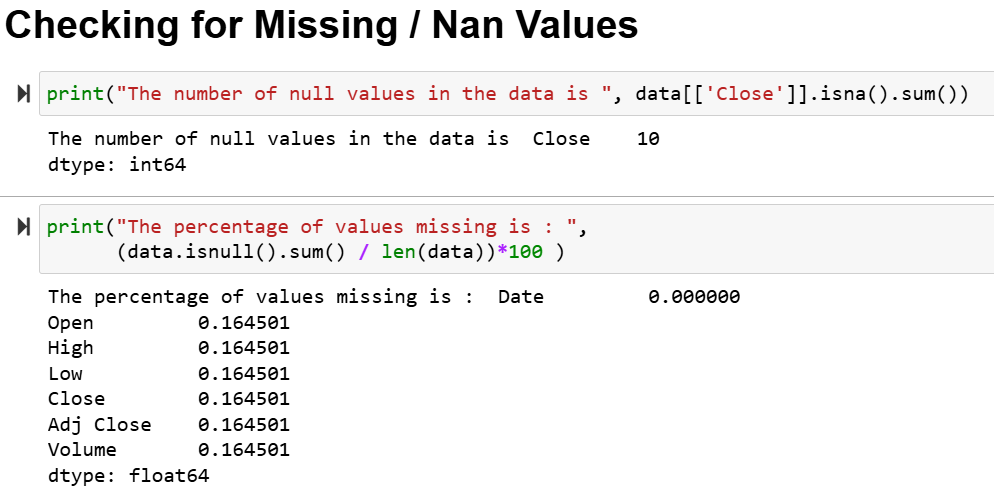 Checking for Missing / Nan Values
print("The number of null values in the data is ", data[['Close']].isna().sum())
The number of null values in the data is  Close    10
dtype: int64
print("The percentage of values missing is : ",
      (data.isnull().sum() / len(data))*100 )
The percentage of values missing is :  Date         0.000000
Open         0.164501
High         0.164501
Low          0.164501
Close        0.164501
Adj Close    0.164501
Volume       0.164501
dtype: float64